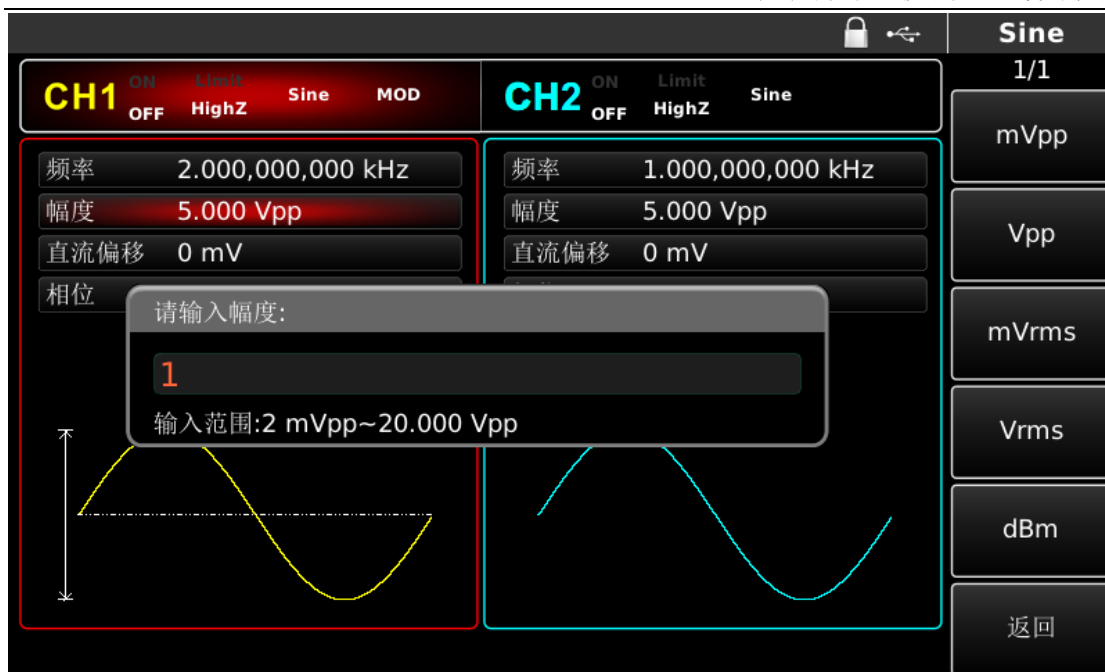 Sine
1/1
CH1 ON OFF Limit HighZ Sine MOD
CH2 ON OFF Limit HighZ Sine
频率 2.000,000,000 kHz
幅度 5.000 Vpp
直流偏移 0 mV
相位
频率 1.000,000,000 kHz
幅度 5.000 Vpp
直流偏移 0 mV
请输入幅度:
1
输入范围:2 mVpp~20.000 Vpp
mVpp
Vpp
mVrms
Vrms
dBm
返回